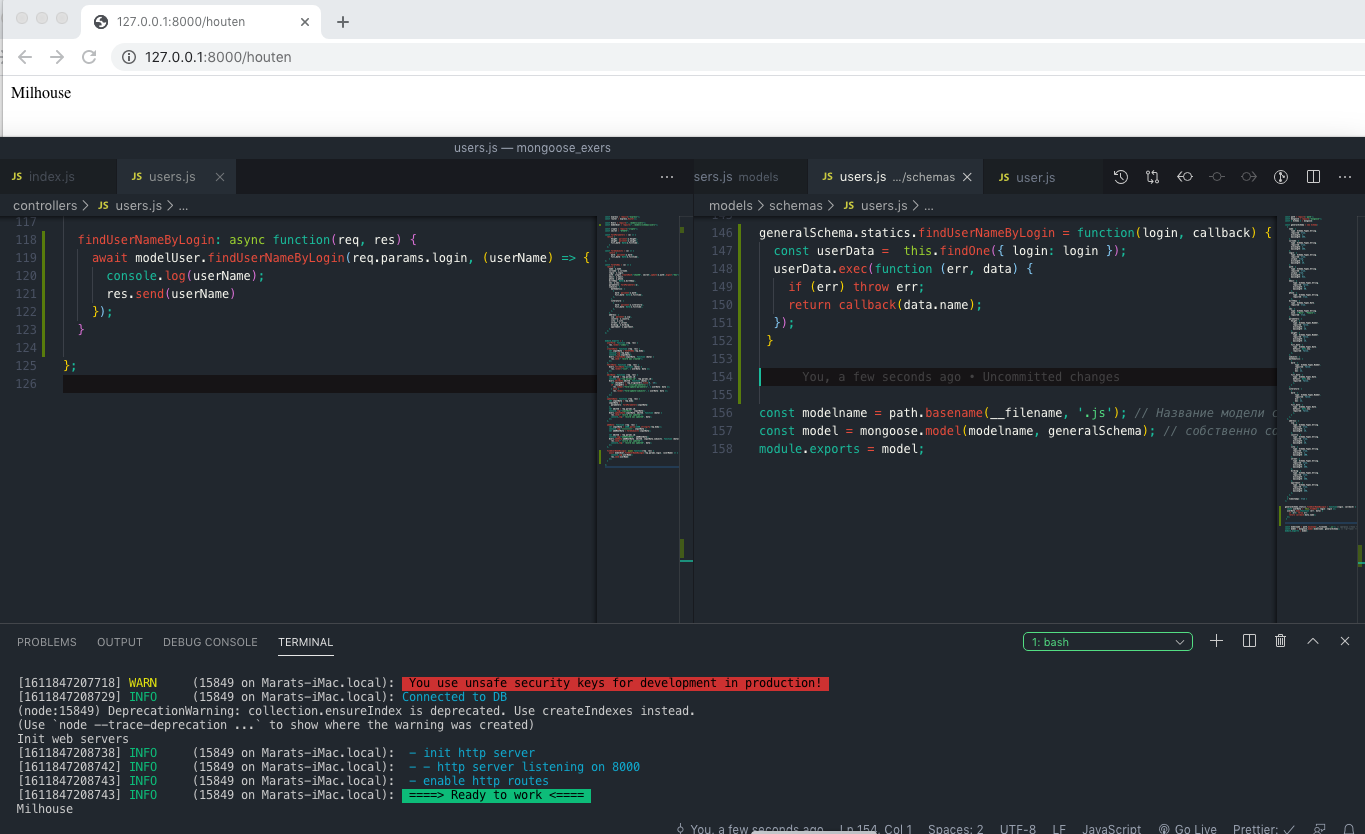 127.0.0.1:8000/houten
127.0.0.1:8000/houten
Milhouse
users.js — mongoose_exers
JS index.js JS users.js
sers.js models JS users.js .../schemas JS user.js
controllers > JS users.js > ...
models > schemas > JS users.js > ...
117
118 findUserNameByLogin: async function(req, res) {
119 await modelUser.findUserNameByLogin(req.params.login, (userName) => {
120 console.log(userName);
121 res.send(userName)
122 });
123 }
124
125 };
126
146 generalSchema.statics.findUserNameByLogin = function(login, callback) {
147 const userData =  this.findOne({ login: login });
148 userData.exec(function (err, data) {
149 if (err) throw err;
150 return callback(data.name);
151 });
152 }
153
154 You, a few seconds ago • Uncommitted changes
155
156 const modelname = path.basename(__filename, '.js'); // Название модели с
157 const model = mongoose.model(modelname, generalSchema); // собственно со
158 module.exports = model;
PROBLEMS OUTPUT DEBUG CONSOLE TERMINAL
1: bash
[1611847207718] WARN (15849 on Marats-iMac.local): You use unsafe security keys for development in production!
[1611847208729] INFO (15849 on Marats-iMac.local): Connected to DB
(node:15849) DeprecationWarning: collection.ensureIndex is deprecated. Use createIndexes instead.
(Use `node --trace-deprecation ...` to show where the warning was created)
Init web servers
[1611847208738] INFO (15849 on Marats-iMac.local): - init http server
[1611847208742] INFO (15849 on Marats-iMac.local): - - http server listening on 8000
[1611847208743] INFO (15849 on Marats-iMac.local): - enable http routes
[1611847208743] INFO (15849 on Marats-iMac.local): ====> Ready to work <====
Milhouse
You, a few seconds ago Ln 154, Col 1 Spaces: 2 UTF-8 LF JavaScript Go Live Prettier: ✓